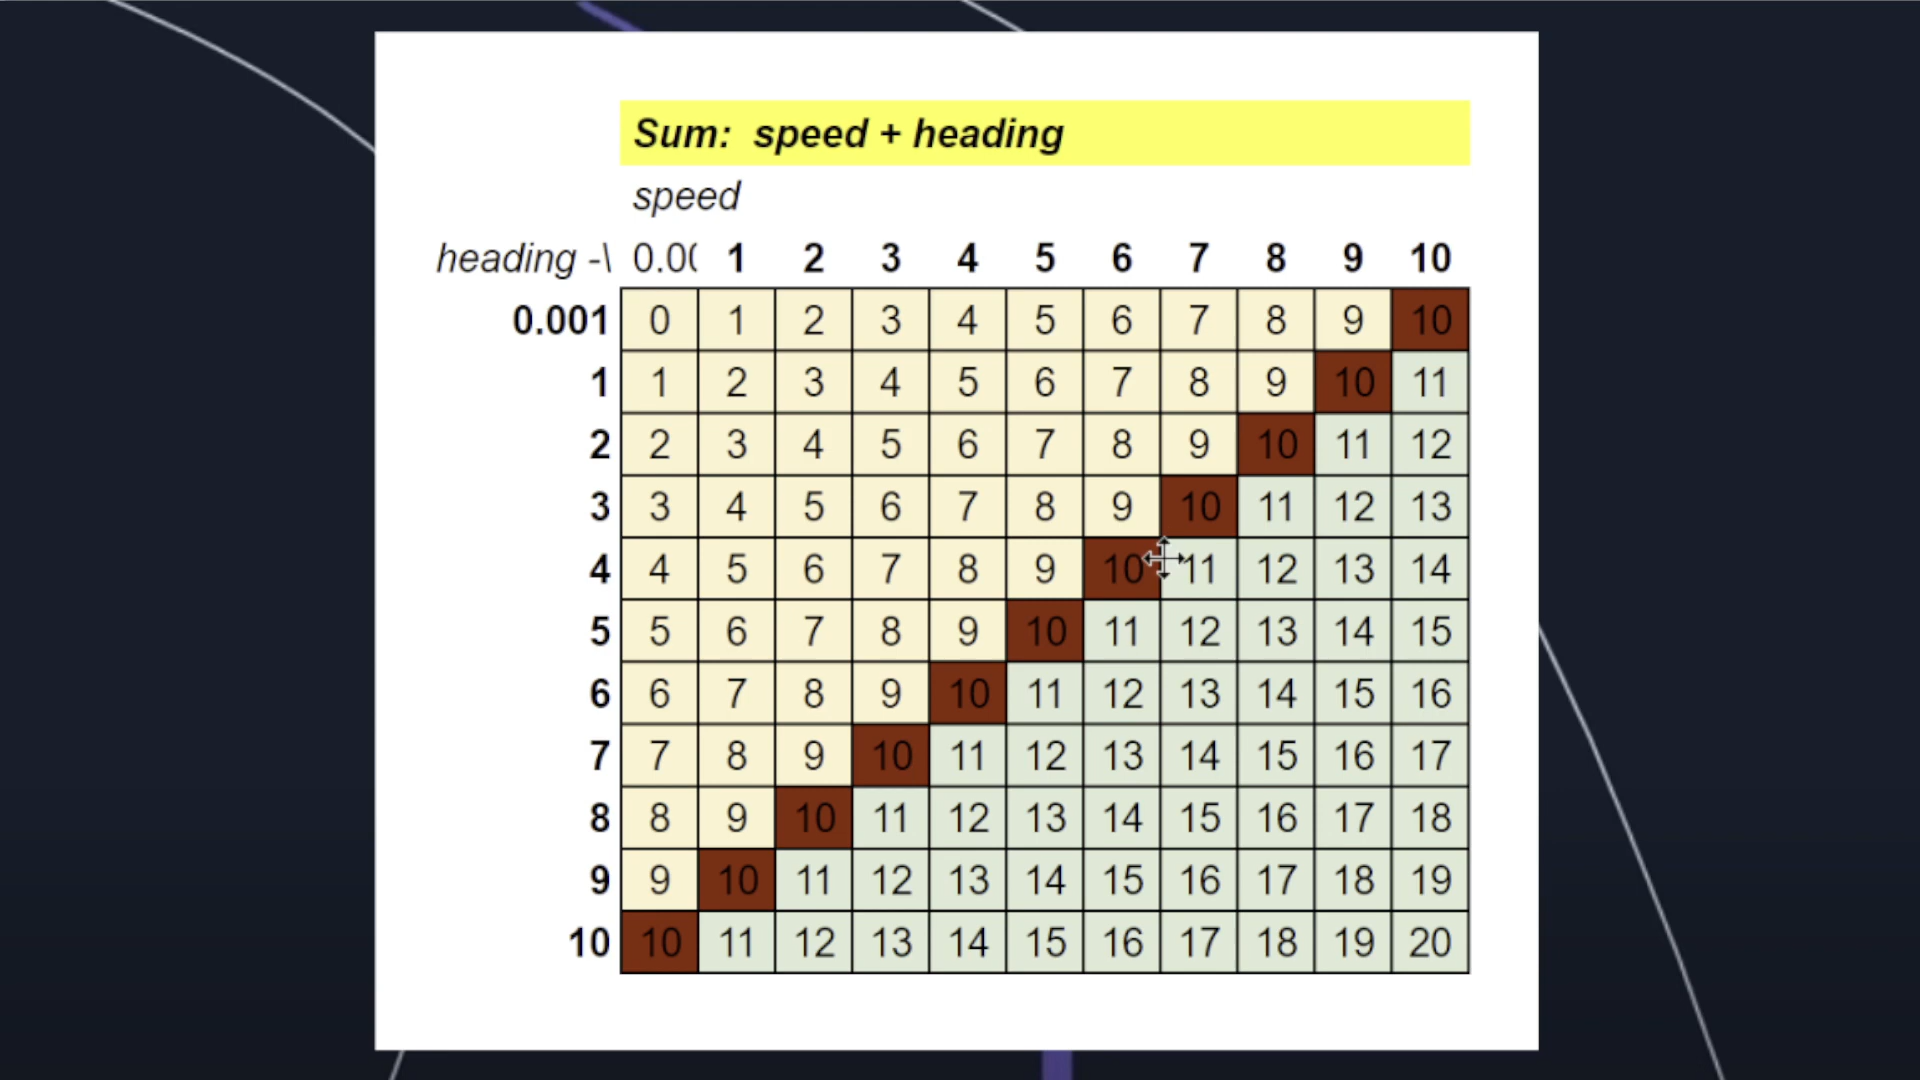 Sum: speed + heading
speed
heading -\ 0.00 1 2 3 4 5 6 7 8 9 10
0.001 0 1 2 3 4 5 6 7 8 9 10
1 1 2 3 4 5 6 7 8 9 10 11
2 2 3 4 5 6 7 8 9 10 11 12
3 3 4 5 6 7 8 9 10 11 12 13
4 4 5 6 7 8 9 10 11 12 13 14
5 5 6 7 8 9 10 11 12 13 14 15
6 6 7 8 9 10 11 12 13 14 15 16
7 7 8 9 10 11 12 13 14 15 16 17
8 8 9 10 11 12 13 14 15 16 17 18
9 9 10 11 12 13 14 15 16 17 18 19
10 10 11 12 13 14 15 16 17 18 19 20